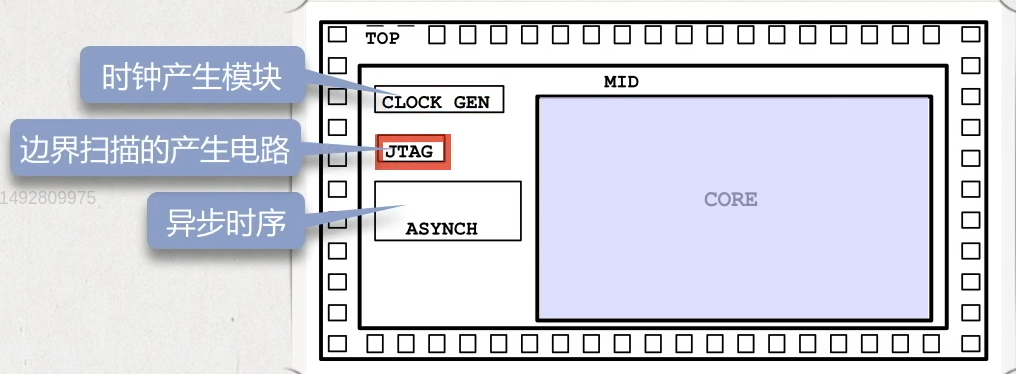 TOP
MID
时钟产生模块
CLOCK GEN
边界扫描的产生电路
JTAG
1492809975
CORE
异步时序
ASYNCH